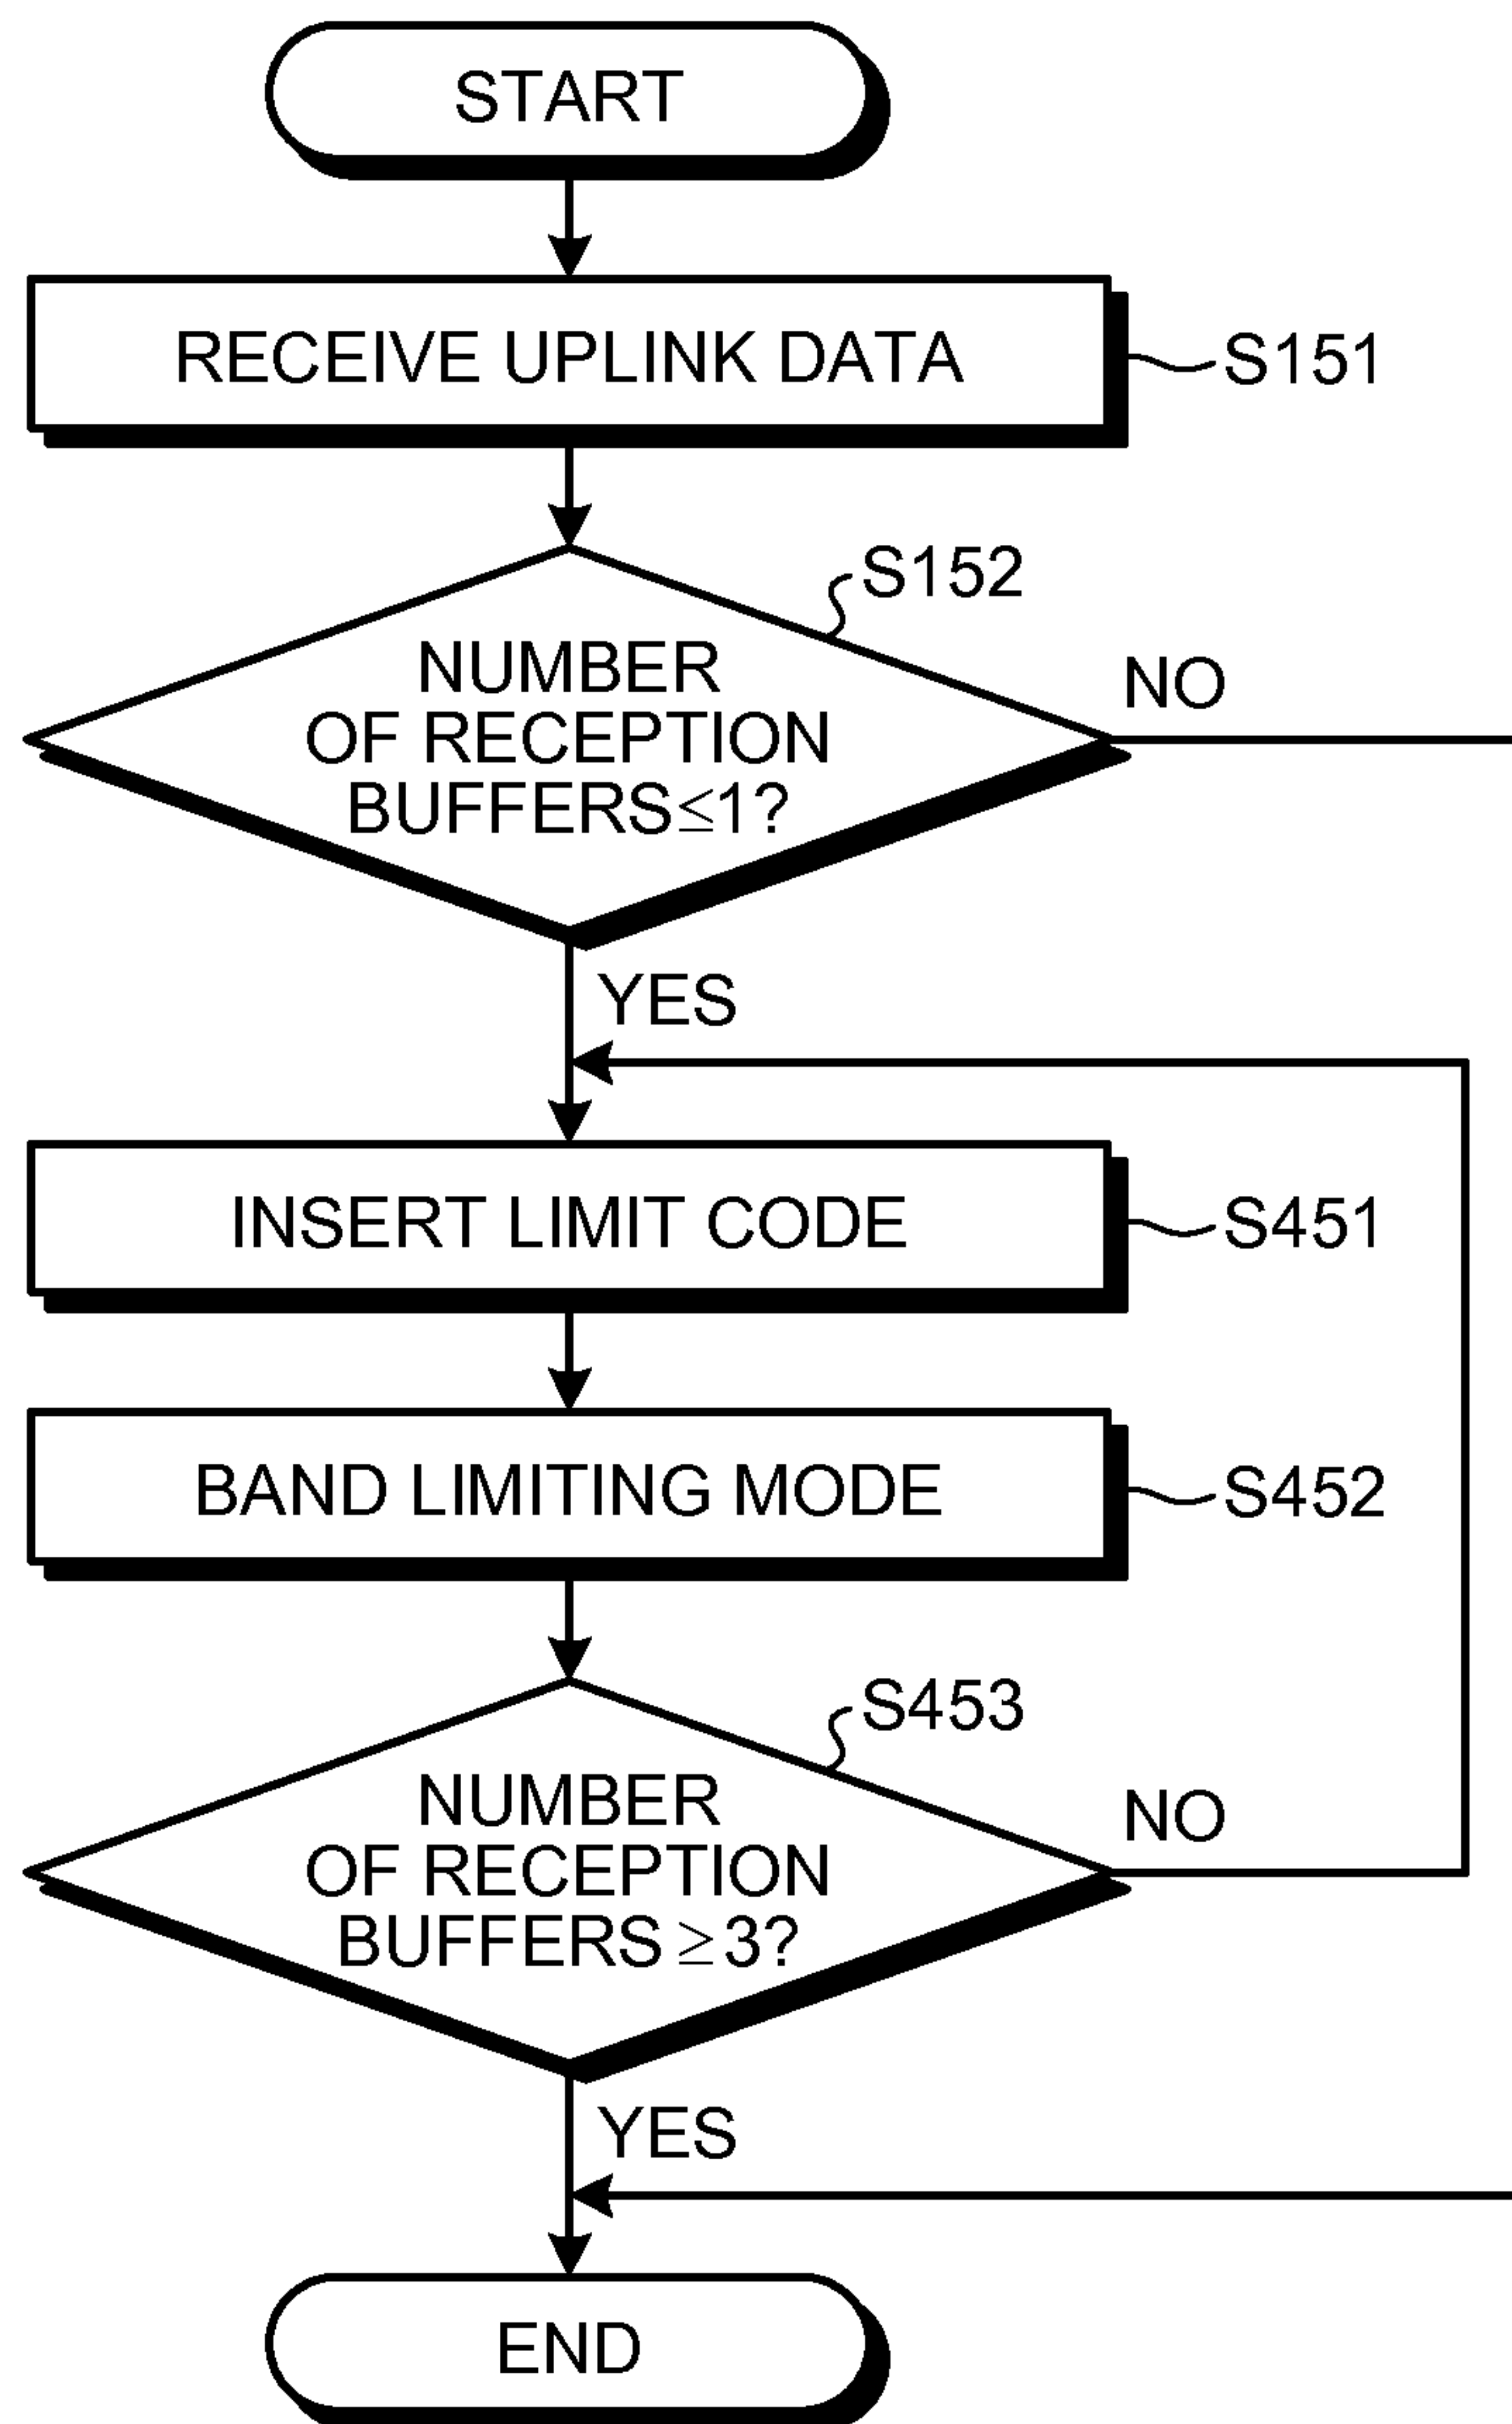 START
RECEIVE UPLINK DATA
S151
S152
NUMBER
OF RECEPTION
BUFFERS≤1?
NO
YES
INSERT LIMIT CODE
S451
BAND LIMITING MODE
S452
S453
NUMBER
OF RECEPTION
BUFFERS≥3?
NO
YES
END